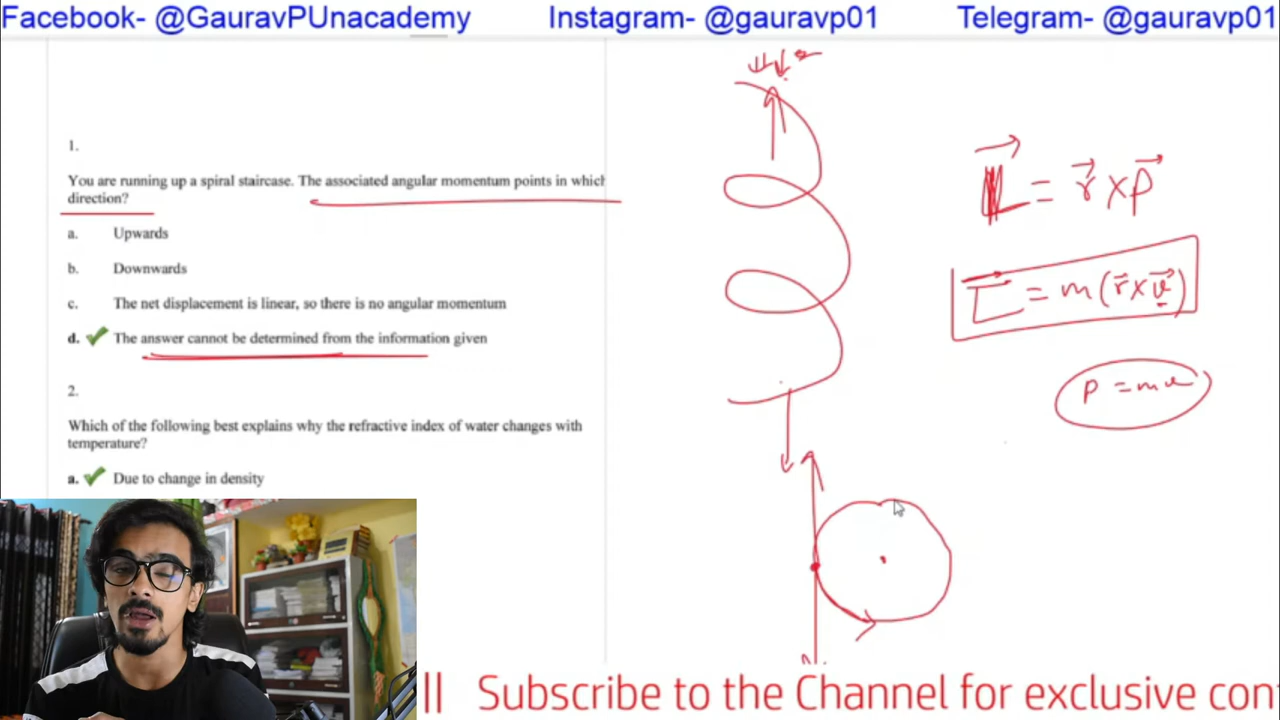 Facebook- @GauravPUnacademy Instagram- @gauravp01 Telegram- @gauravp01
1.
You are running up a spiral staircase. The associated angular momentum points in which
direction?
a. Upwards
b. Downwards
c. The net displacement is linear, so there is no angular momentum
d. The answer cannot be determined from the information given
2.
Which of the following best explains why the refractive index of water changes with
temperature?
a. Due to change in density
L = r × p
L = m (r × v)
p = mv
|| Subscribe to the Channel for exclusive con